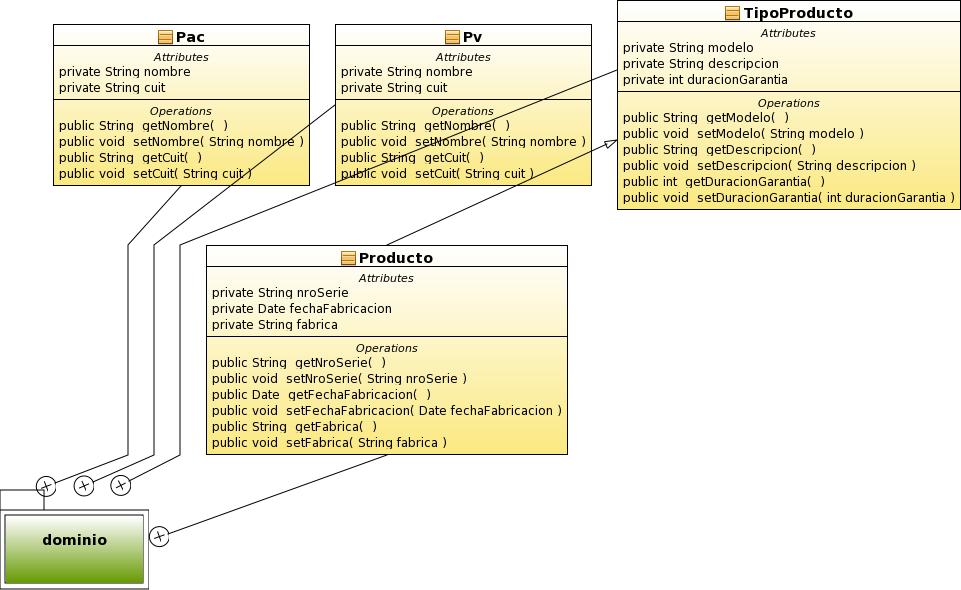 Pac
Attributes
private String nombre
private String cuit
Operations
public String getNombre( )
public void setNombre( String nombre )
public String getCuit( )
public void setCuit( String cuit )
Pv
Attributes
private String nombre
private String cuit
Operations
public String getNombre( )
public void setNombre( String nombre )
public String getCuit( )
public void setCuit( String cuit )
TipoProducto
Attributes
private String modelo
private String descripcion
private int duracionGarantia
Operations
public String getModelo( )
public void setModelo( String modelo )
public String getDescripcion( )
public void setDescripcion( String descripcion )
public int getDuracionGarantia( )
public void setDuracionGarantia( int duracionGarantia )
Producto
Attributes
private String nroSerie
private Date fechaFabricacion
private String fabrica
Operations
public String getNroSerie( )
public void setNroSerie( String nroSerie )
public Date getFechaFabricacion( )
public void setFechaFabricacion( Date fechaFabricacion )
public String getFabrica( )
public void setFabrica( String fabrica )
dominio